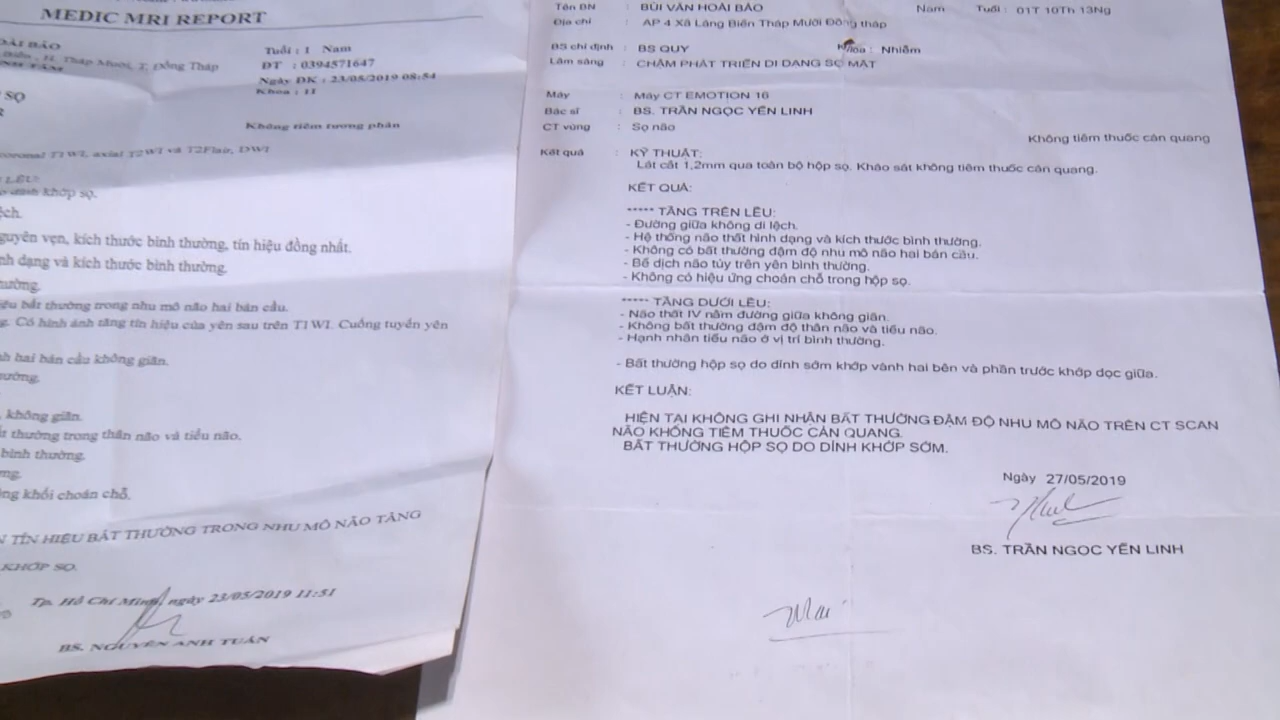 MEDIC MRI REPORT
ĐT : 0394571647
Tuổi : 1 Nam
Ngày ĐK : 23/05/2019 08:54
Khoa : 11
Không tiêm tương phản
coronal T1WI, axial T2WI và T2Flair, DWI
LỀU:
dính khớp sọ.
lệch.
nguyên vẹn, kích thước bình thường, tín hiệu đồng nhất.
dạng và kích thước bình thường.
thường.
bất thường trong nhu mô não hai bán cầu.
Có hình ảnh tăng tín hiệu của yên sau trên T1WI. Cuống tuyến yên
hai bán cầu không giãn.
thường.
không giãn.
thường trong thân não và tiểu não.
bình thường.
khối choán chỗ.
TÍN HIỆU BẤT THƯỜNG TRONG NHU MÔ NÃO TẦNG
KHỚP SỌ.
Tp. Hồ Chí Minh, ngày 23/05/2019 11:51
BS. NGUYỄN ANH TUẤN
Tên BN : BÙI VĂN HOÀI BẢO Nam Tuổi : 01T 10Th 13Ng
Địa chỉ : AP 4 Xã Láng Biển Tháp Mười Đồng tháp
BS chỉ định : BS QUY Khoa : Nhiễm
Lâm sàng : CHẬM PHÁT TRIỂN DI DANG SỌ MẶT
Máy : Máy CT EMOTION 16
Bác sĩ : BS. TRẦN NGỌC YẾN LINH
CT vùng : Sọ não
Không tiêm thuốc cản quang
Kết quả : KỸ THUẬT:
Lát cắt 1,2mm qua toàn bộ hộp sọ. Khảo sát không tiêm thuốc cản quang.
KẾT QUẢ:
***** TẦNG TRÊN LỀU:
- Đường giữa không di lệch.
- Hệ thống não thất hình dạng và kích thước bình thường.
- Không có bất thường đậm độ nhu mô não hai bán cầu.
- Bể dịch não tủy trên yên bình thường.
- Không có hiệu ứng choán chỗ trong hộp sọ.
***** TẦNG DƯỚI LỀU:
- Não thất IV nằm đường giữa không giãn.
- Không bất thường đậm độ thân não và tiểu não.
- Hạnh nhân tiểu não ở vị trí bình thường.
- Bất thường hộp sọ do dính sớm khớp vành hai bên và phần trước khớp dọc giữa.
KẾT LUẬN:
HIỆN TẠI KHÔNG GHI NHẬN BẤT THƯỜNG ĐẬM ĐỘ NHU MÔ NÃO TRÊN CT SCAN
NÃO KHÔNG TIÊM THUỐC CẢN QUANG.
BẤT THƯỜNG HỘP SỌ DO DÍNH KHỚP SỚM.
Ngày 27/05/2019
BS. TRẦN NGỌC YẾN LINH